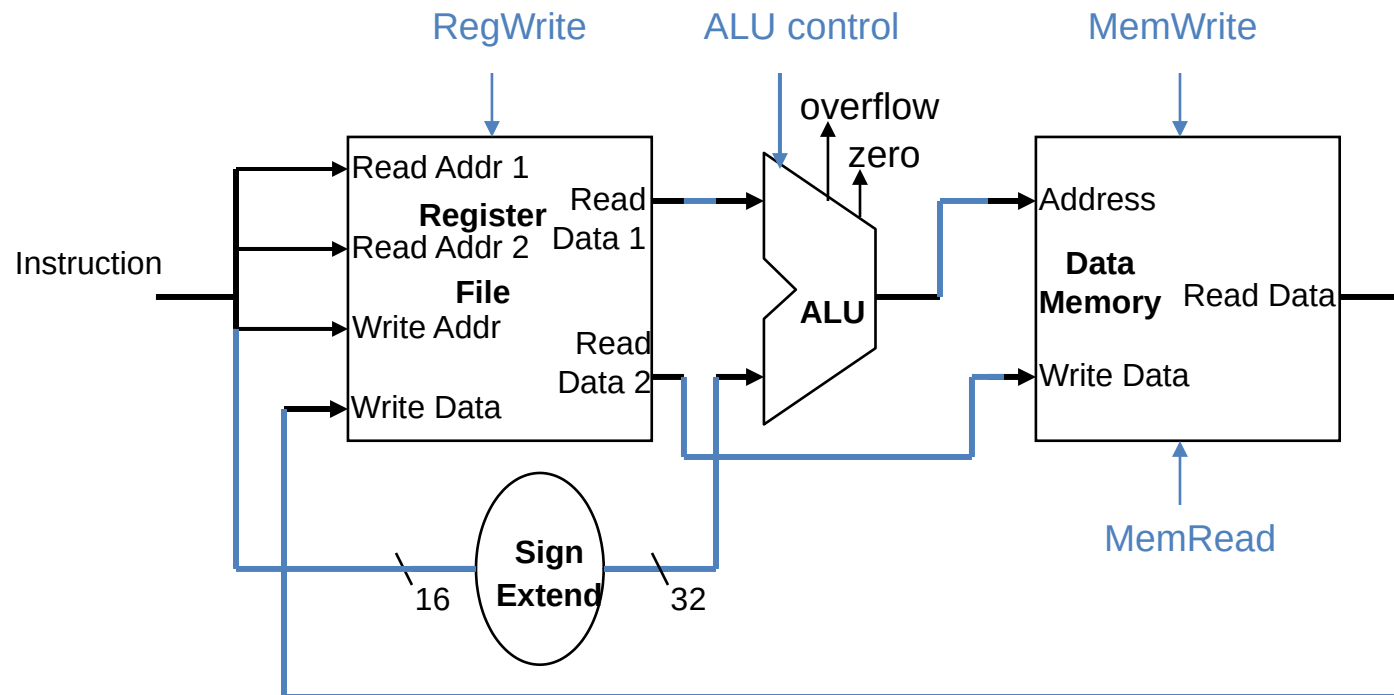 RegWrite
ALU control
MemWrite
overflow
zero
Read Addr 1
Register
Read Addr 2
File
Write Addr
Write Data
Read
Data 1
Read
Data 2
Instruction
ALU
Address
Data
Memory
Read Data
Write Data
MemRead
Sign
Extend
16
32